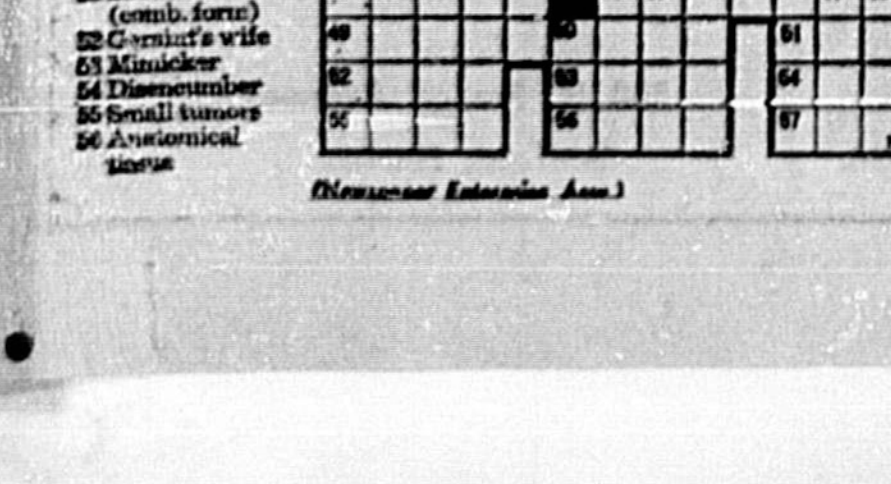 (comb. form)
52 Geraint's wife
53 Mimicker
54 Disencumber
55 Small tumors
56 Anatomical
tissue
49 50 51
52 53 54
55 56 57
(Newspaper Enterprise Assn.)